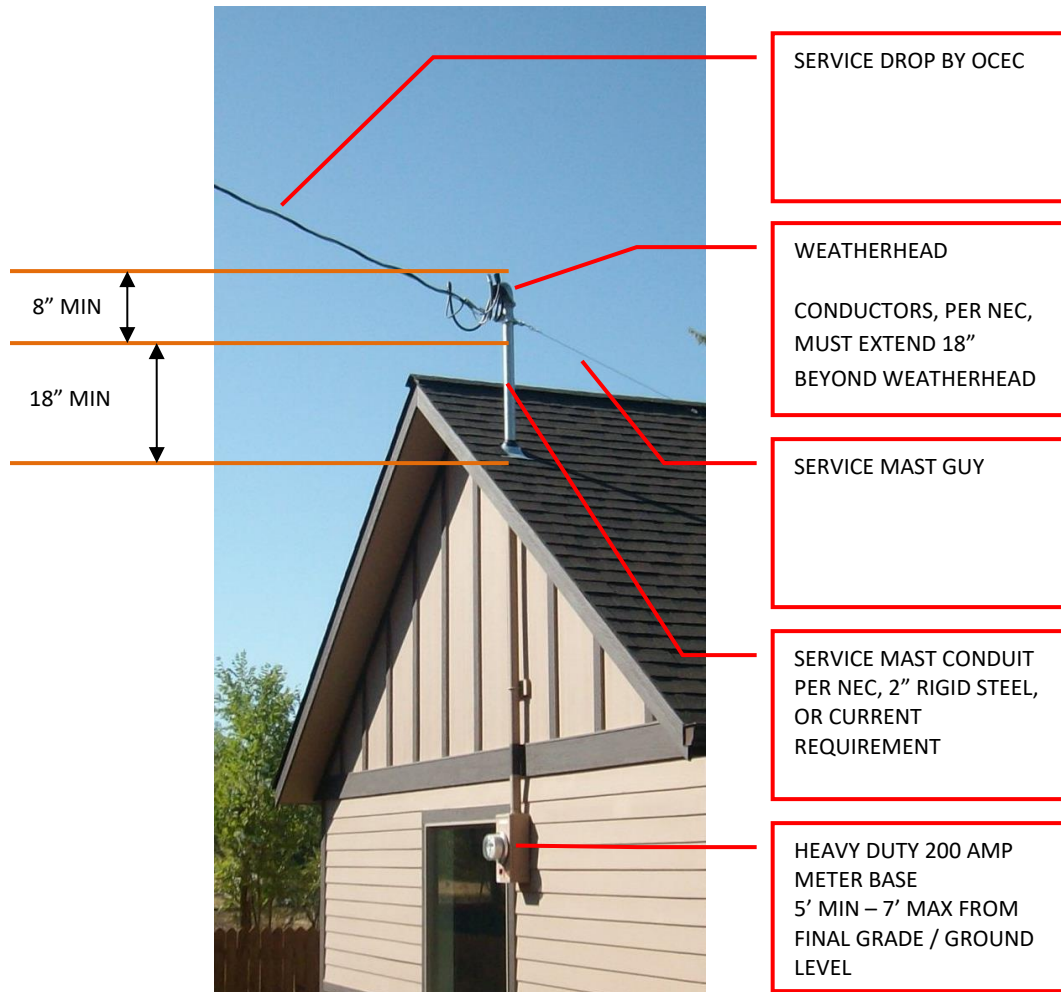 SERVICE DROP BY OCEC
WEATHERHEAD
CONDUCTORS, PER NEC,
MUST EXTEND 18”
BEYOND WEATHERHEAD
8” MIN
18” MIN
SERVICE MAST GUY
SERVICE MAST CONDUIT
PER NEC, 2” RIGID STEEL,
OR CURRENT
REQUIREMENT
HEAVY DUTY 200 AMP
METER BASE
5’ MIN – 7’ MAX FROM
FINAL GRADE / GROUND
LEVEL